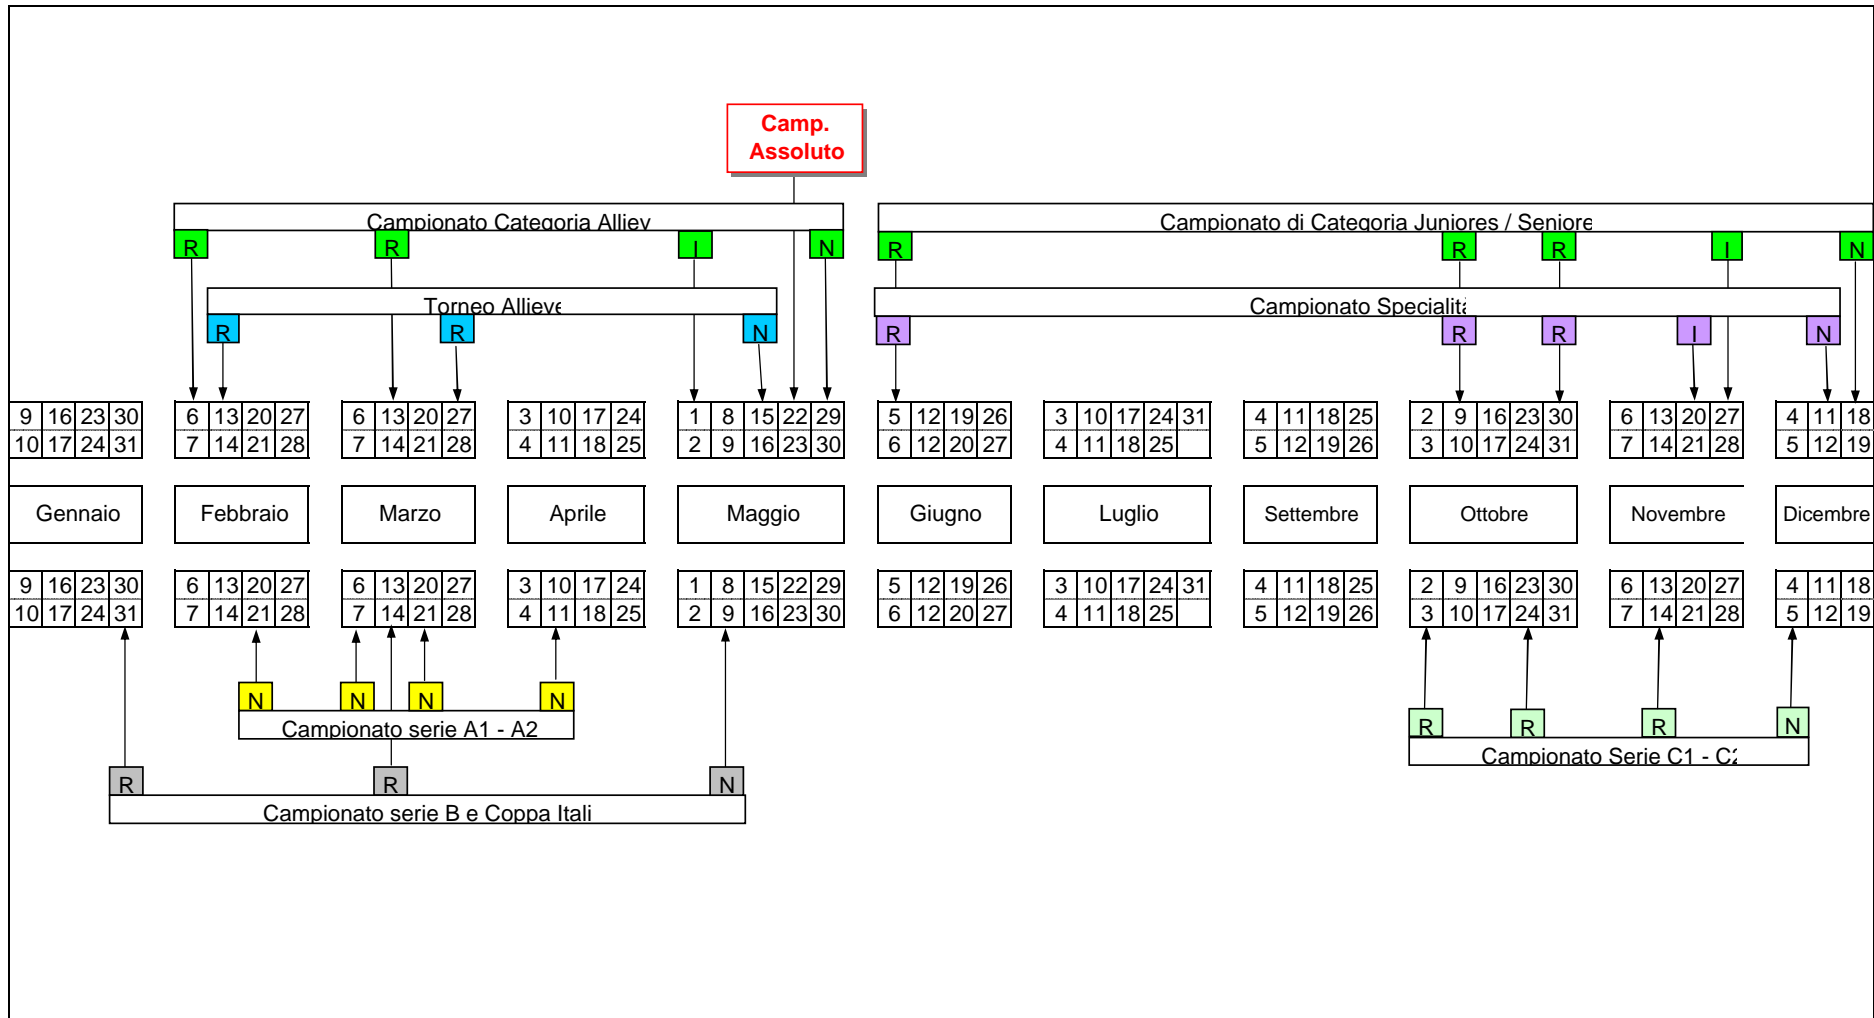 Camp.
Assoluto
Campionato Categoria Alliev
Campionato di Categoria Juniores / Seniore
R R I N R R R I N
Torneo Allieve
Campionato Specialità
R R N R R R I N
9 16 23 30 6 13 20 27 6 13 20 27 3 10 17 24 1 8 15 22 29 5 12 19 26 3 10 17 24 31 4 11 18 25 2 9 16 23 30 6 13 20 27 4 11 18
10 17 24 31 7 14 21 28 7 14 21 28 4 11 18 25 2 9 16 23 30 6 12 20 27 4 11 18 25 5 12 19 26 3 10 17 24 31 7 14 21 28 5 12 19
Gennaio Febbraio Marzo Aprile Maggio Giugno Luglio Settembre Ottobre Novembre Dicembre
9 16 23 30 6 13 20 27 6 13 20 27 3 10 17 24 1 8 15 22 29 5 12 19 26 3 10 17 24 31 4 11 18 25 2 9 16 23 30 6 13 20 27 4 11 18
10 17 24 31 7 14 21 28 7 14 21 28 4 11 18 25 2 9 16 23 30 6 12 20 27 4 11 18 25 5 12 19 26 3 10 17 24 31 7 14 21 28 5 12 19
N N N N
Campionato serie A1 - A2
R R R N
Campionato Serie C1 - C2
R R N
Campionato serie B e Coppa Itali